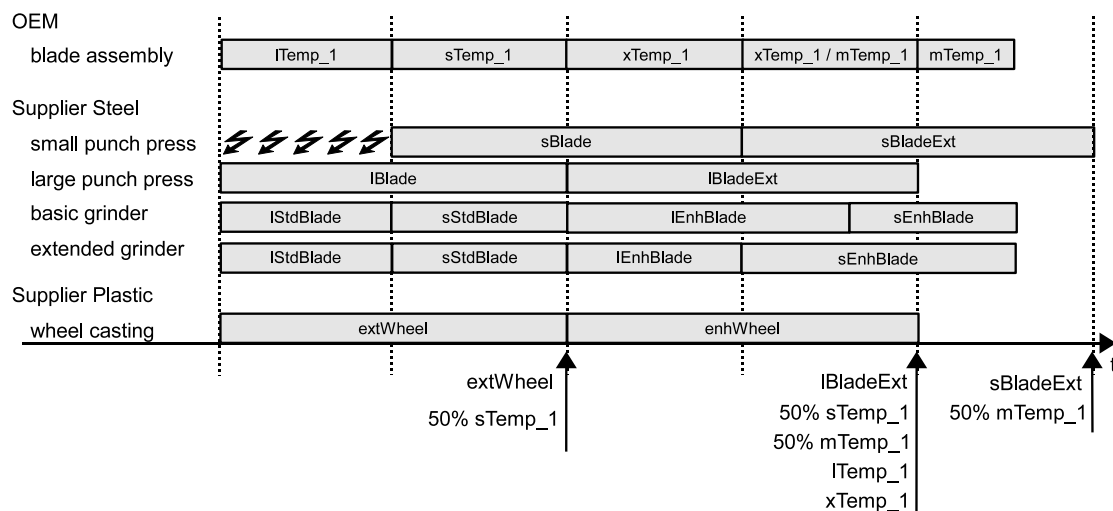 OEM
blade assembly lTemp_1 sTemp_1 xTemp_1 xTemp_1 / mTemp_1 mTemp_1
Supplier Steel
small punch press sBlade sBladeExt
large punch press lBlade lBladeExt
basic grinder lStdBlade sStdBlade lEnhBlade sEnhBlade
extended grinder lStdBlade sStdBlade lEnhBlade sEnhBlade
Supplier Plastic
wheel casting extWheel enhWheel
t
extWheel lBladeExt sBladeExt
50% sTemp_1 50% sTemp_1 50% mTemp_1
50% mTemp_1
lTemp_1
xTemp_1